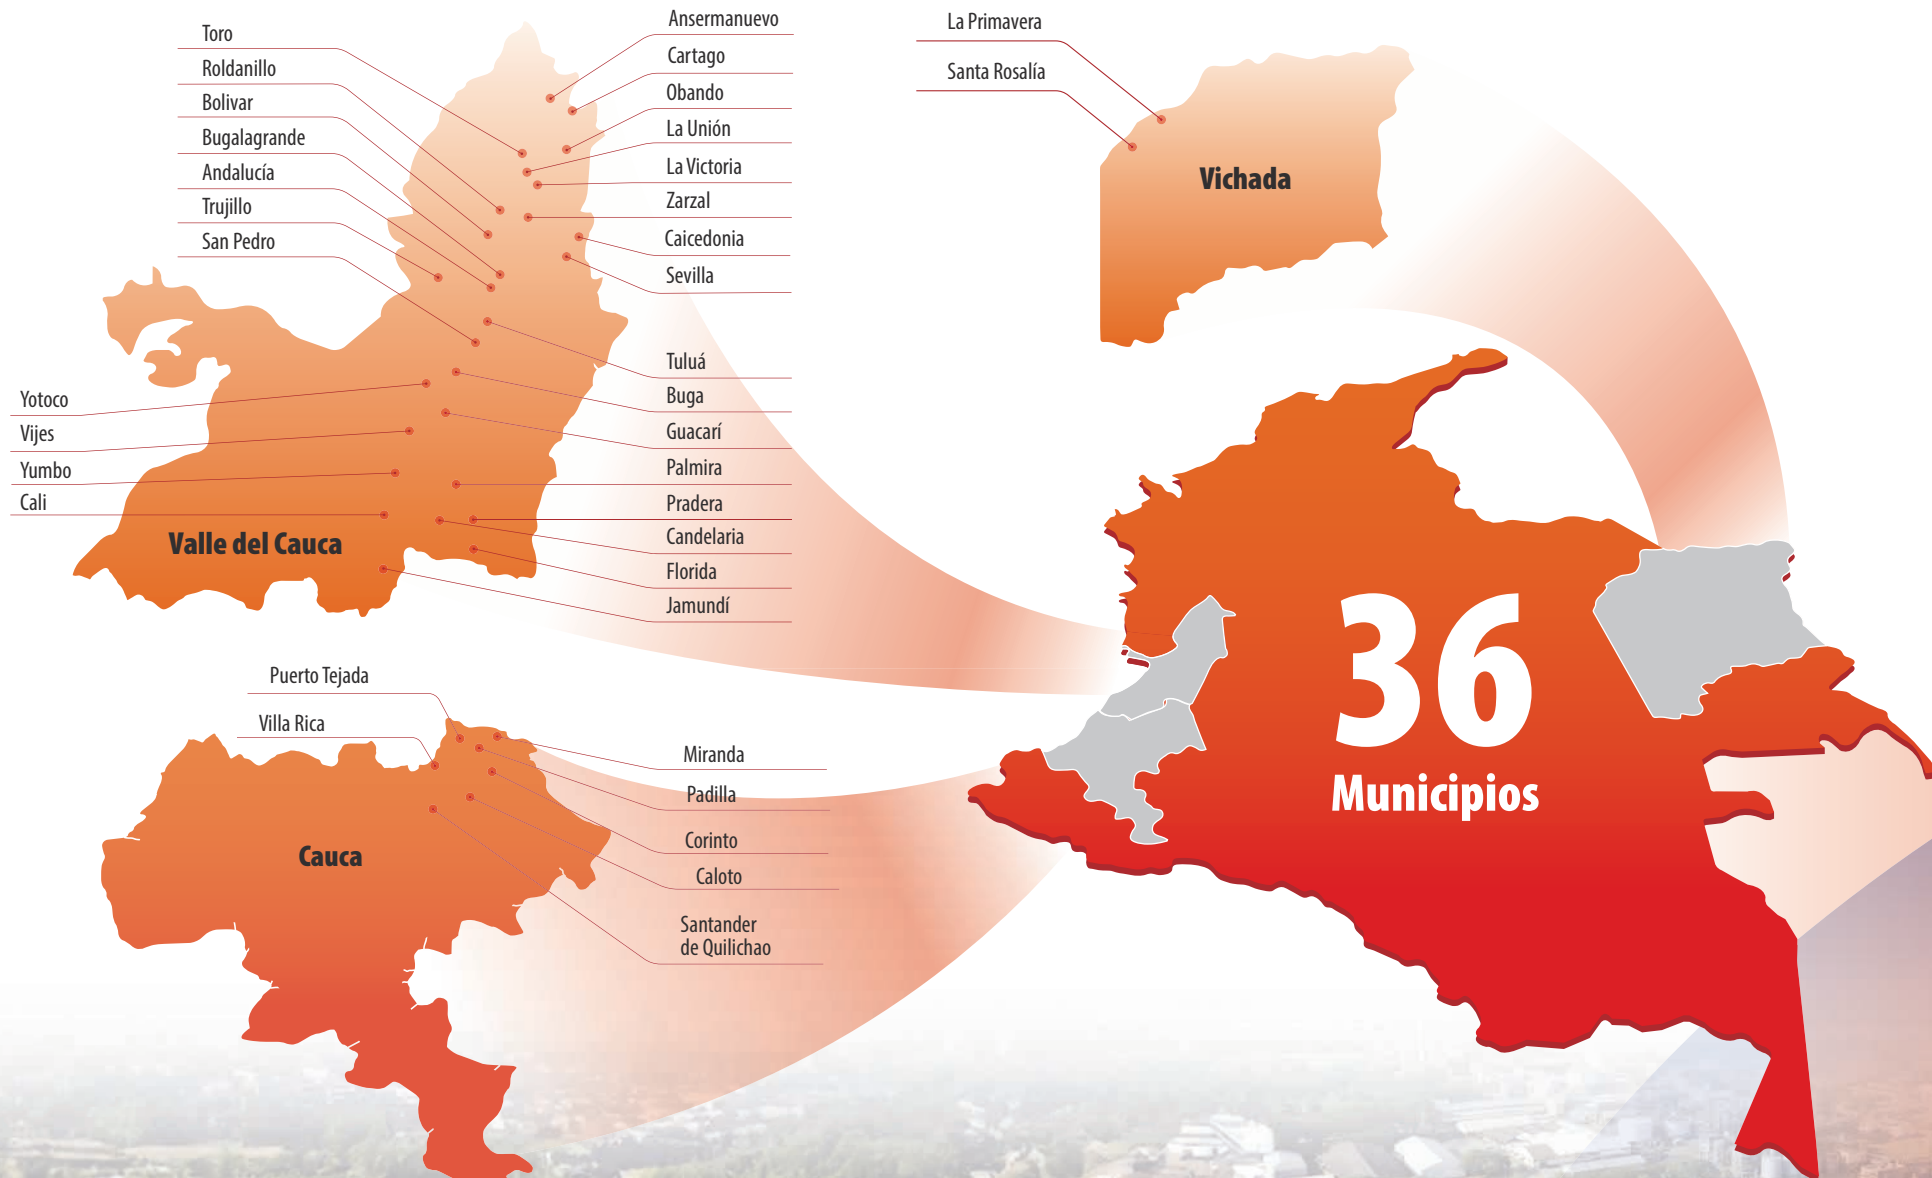 Toro
Roldanillo
Bolivar
Bugalagrande
Andalucía
Trujillo
San Pedro
Yotoco
Vijes
Yumbo
Cali
Ansermanuevo
Cartago
Obando
La Unión
La Victoria
Zarzal
Caicedonia
Sevilla
Tuluá
Buga
Guacarí
Palmira
Pradera
Candelaria
Florida
Jamundí
Valle del Cauca
La Primavera
Santa Rosalía
Vichada
Puerto Tejada
Villa Rica
Miranda
Padilla
Corinto
Caloto
Santander
de Quilichao
Cauca
36
Municipios